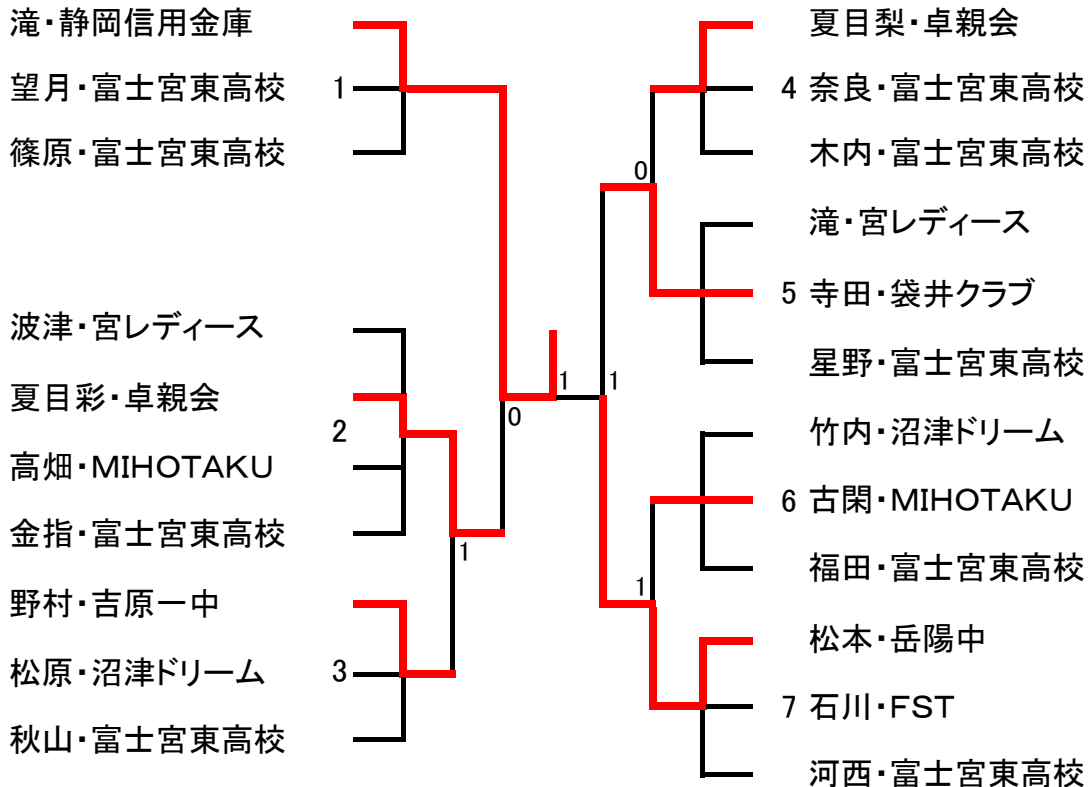 滝・静岡信用金庫
望月・富士宮東高校
1
篠原・富士宮東高校
波津・宮レディース
夏目彩・卓親会
2
高畑・MIHOTAKU
金指・富士宮東高校
野村・吉原一中
松原・沼津ドリーム
3
秋山・富士宮東高校
1
0
1
1
0
1
夏目梨・卓親会
4 奈良・富士宮東高校
木内・富士宮東高校
滝・宮レディース
5 寺田・袋井クラブ
星野・富士宮東高校
竹内・沼津ドリーム
6 古閑・MIHOTAKU
福田・富士宮東高校
松本・岳陽中
7 石川・FST
河西・富士宮東高校